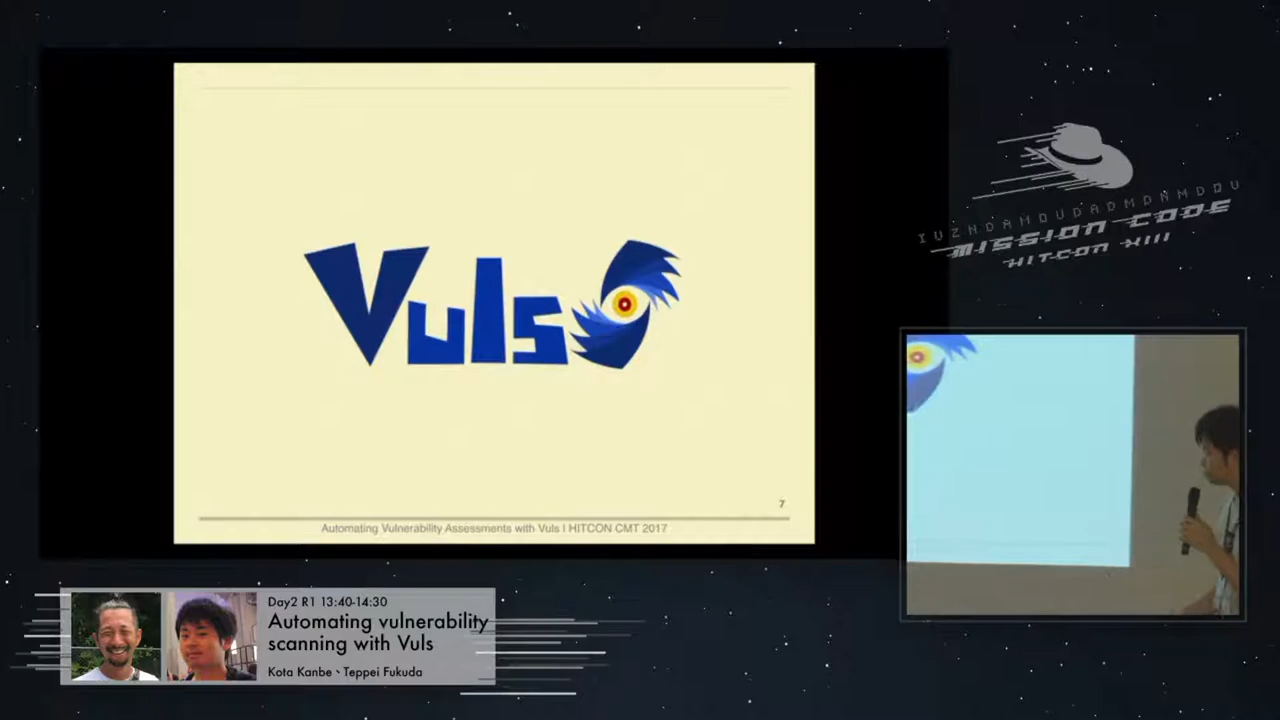 Vuls
7
Automating Vulnerability Assessments with Vuls | HITCON CMT 2017
MISSION CODE
HITCON XIII
Day2 R1 13:40-14:30
Automating vulnerability
scanning with Vuls
Kota Kanbe、Teppei Fukuda